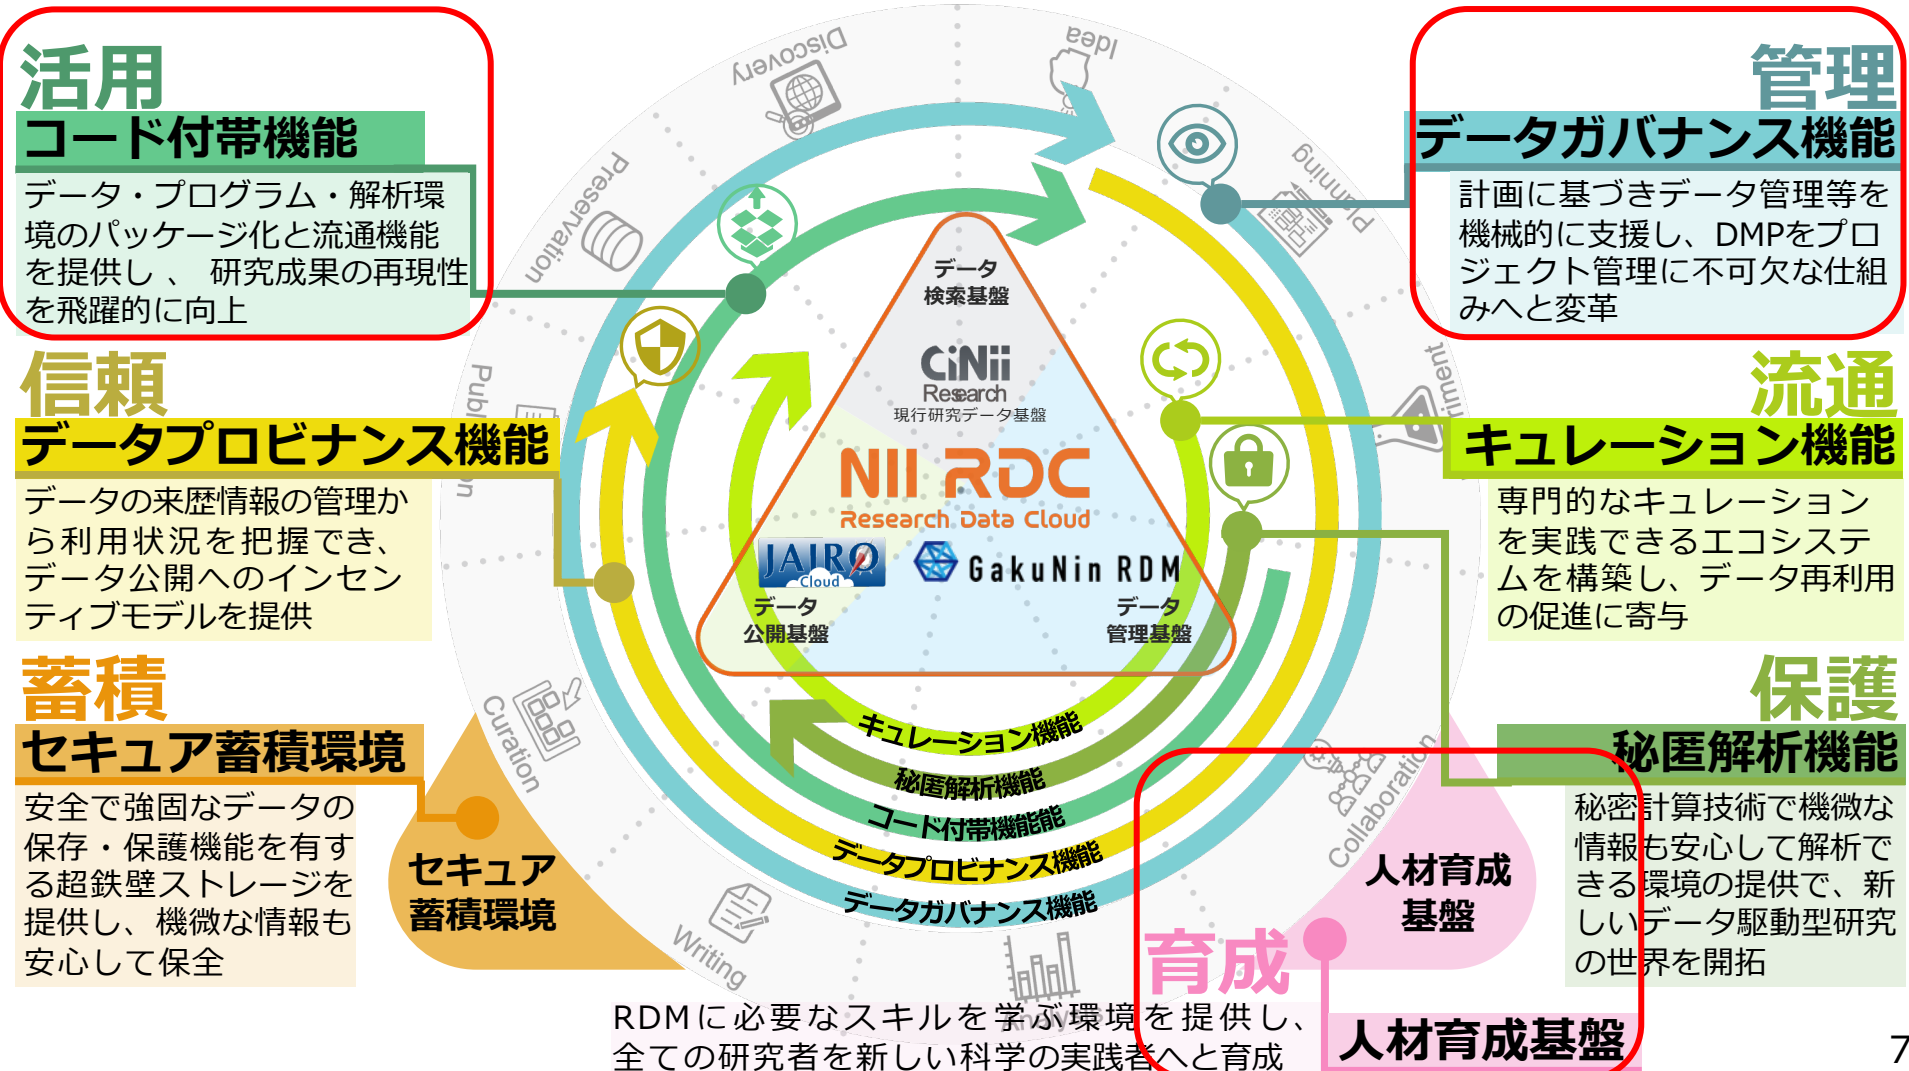 活用
コード付帯機能
データ・プログラム・解析環
境のパッケージ化と流通機能
を提供し 、 研究成果の再現性
を飛躍的に向上
信頼
データプロビナンス機能
データの来歴情報の管理か
ら利用状況を把握でき、
データ公開へのインセン
ティブモデルを提供
蓄積
セキュア蓄積環境
安全で強固なデータの
保存・保護機能を有す
る超鉄壁ストレージを
提供し、機微な情報も
安心して保全
セキュア
蓄積環境
Discovery
Idea
Planning
Preservation
Curation
Writing
Analysis
Collaboration
データ
検索基盤
CiNii
Research
現行研究データ基盤
NII RDC
Research Data Cloud
JAIRO
Cloud
GakuNin RDM
データ
公開基盤
データ
管理基盤
キュレーション機能
秘匿解析機能
コード付帯機能能
データプロビナンス機能
データガバナンス機能
管理
データガバナンス機能
計画に基づきデータ管理等を
機械的に支援し、DMPをプロ
ジェクト管理に不可欠な仕組
みへと変革
流通
キュレーション機能
専門的なキュレーション
を実践できるエコシステ
ムを構築し、データ再利用
の促進に寄与
保護
秘匿解析機能
秘密計算技術で機微な
情報も安心して解析で
きる環境の提供で、新
しいデータ駆動型研究
の世界を開拓
人材育成
基盤
育成
人材育成基盤
RDMに必要なスキルを学ぶ環境を提供し、
全ての研究者を新しい科学の実践者へと育成
7